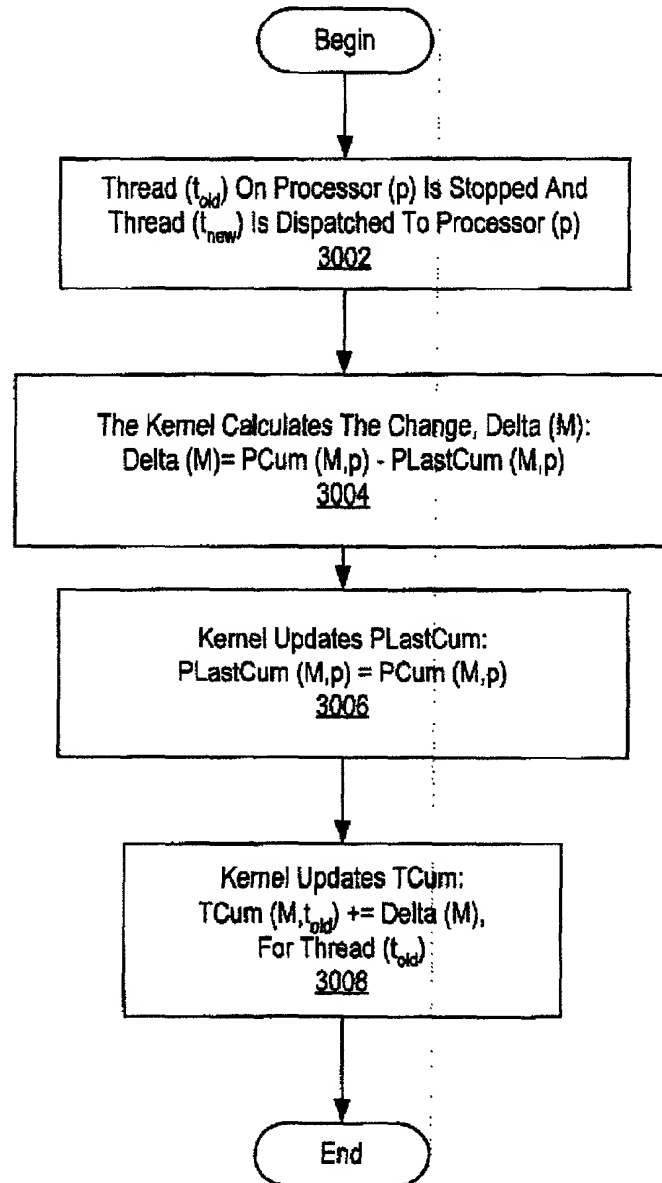 Begin
Thread (t_old) On Processor (p) Is Stopped And
Thread (t_new) Is Dispatched To Processor (p)
3002
The Kernel Calculates The Change, Delta (M):
Delta (M)= PCum (M,p) - PLastCum (M,p)
3004
Kernel Updates PLastCum:
PLastCum (M,p) = PCum (M,p)
3006
Kernel Updates TCum:
TCum (M,t_old) += Delta (M),
For Thread (t_old)
3008
End